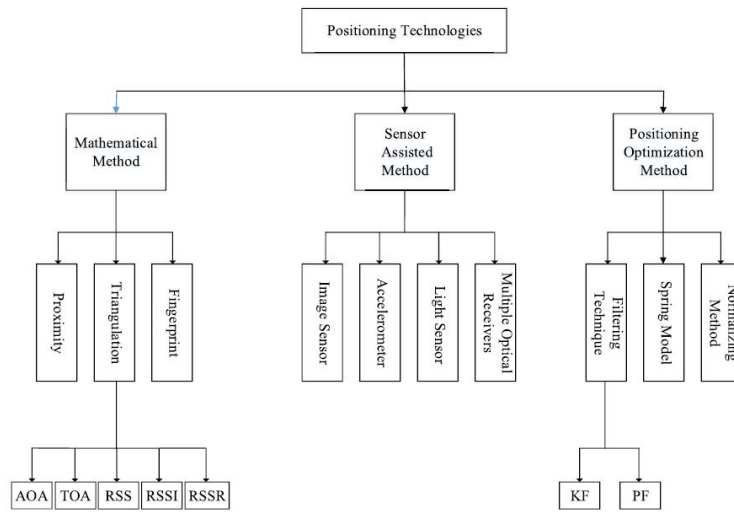 Positioning Technologies
Mathematical
Method
Sensor
Assisted
Method
Positioning
Optimization
Method
Proximity
Triangulation
Fingerprint
Image Sensor
Accelerometer
Light Sensor
Multiple Optical
Receivers
Filtering
Technique
Spring Model
Normanzing
Method
AOA
TOA
RSS
RSSI
RSSR
KF
PF